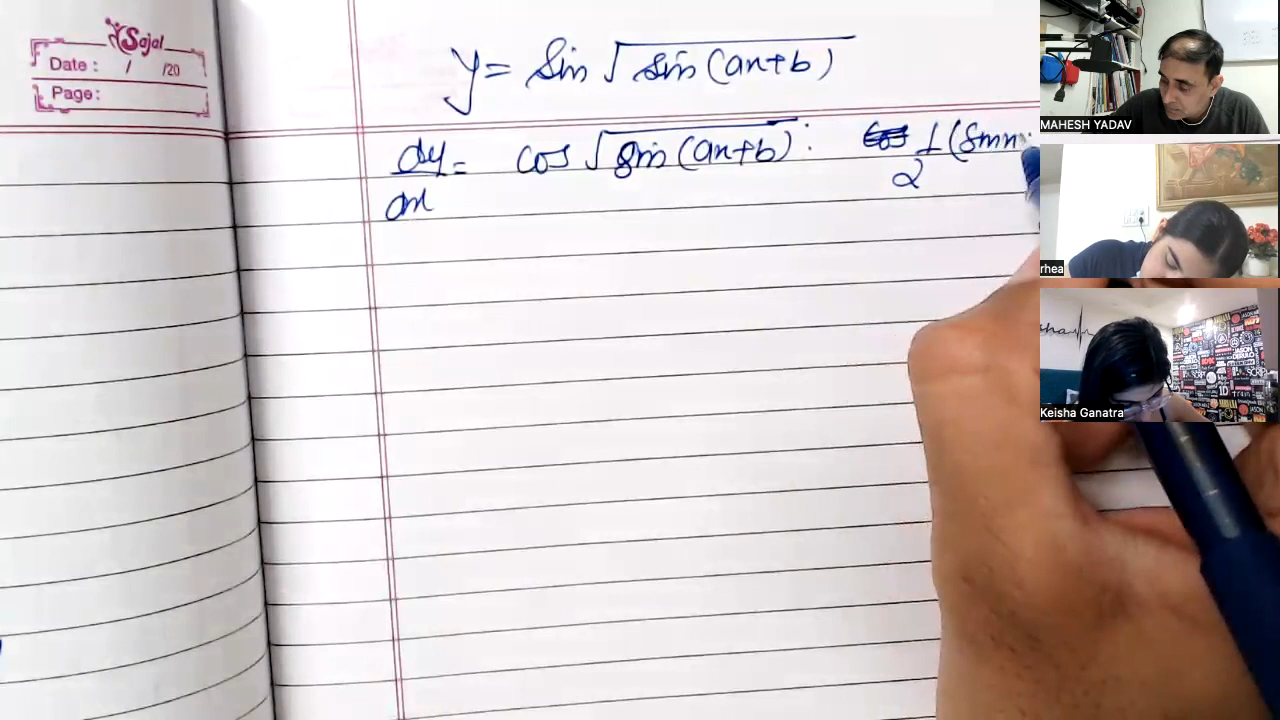 Sajal
Date : / /20
Page:
y = Sin √sin(ax+b)
dy/dx = cos √sin(ax+b) . 1/2 (sin
MAHESH YADAV
rhea
Keisha Ganatra